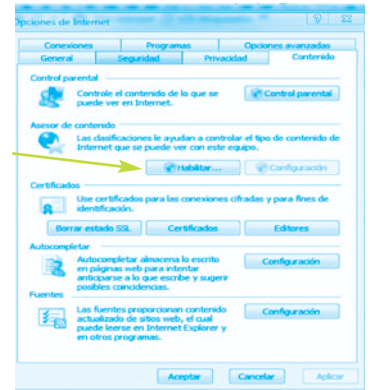 Opciones de Internet
Conexiones Programas Opciones avanzadas
General Seguridad Privacidad Contenido
Control parental
Controle el contenido de lo que se
puede ver en Internet.
Control parental
Asesor de contenido
Las clasificaciones le ayudan a controlar el tipo de contenido de
Internet que se puede ver con este equipo.
Habilitar... Configuración
Certificados
Use certificados para las conexiones cifradas y para fines de
identificación.
Borrar estado SSL Certificados Editores
Autocompletar
Autocompletar almacena lo escrito
en páginas web para intentar
anticiparse a lo que escribe y sugerir
posibles coincidencias.
Configuración
Fuentes
Las fuentes proporcionan contenido
actualizado de sitios web, el cual
puede leerse en Internet Explorer y
en otros programas.
Configuración
Aceptar Cancelar Aplicar